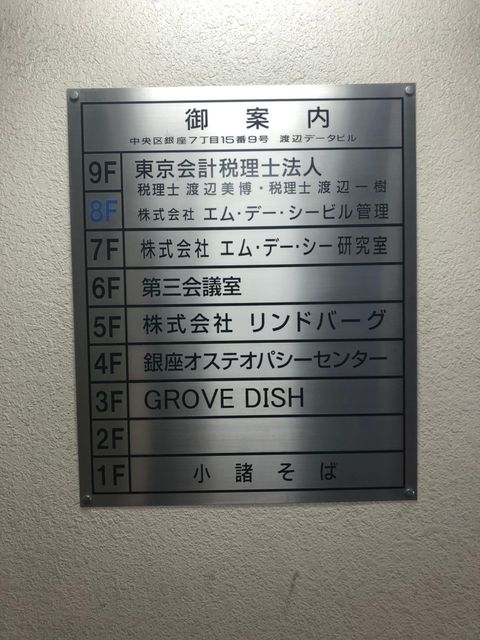 御案内
中央区銀座7丁目15番9号 渡辺データビル
9F 東京会計税理士法人
税理士 渡辺美博・税理士 渡辺一樹
8F 株式会社 エム・デー・シービル管理
7F 株式会社 エム・デー・シー研究室
6F 第三会議室
5F 株式会社 リンドバーグ
4F 銀座オステオパシーセンター
3F GROVE DISH
2F
1F 小諸そば